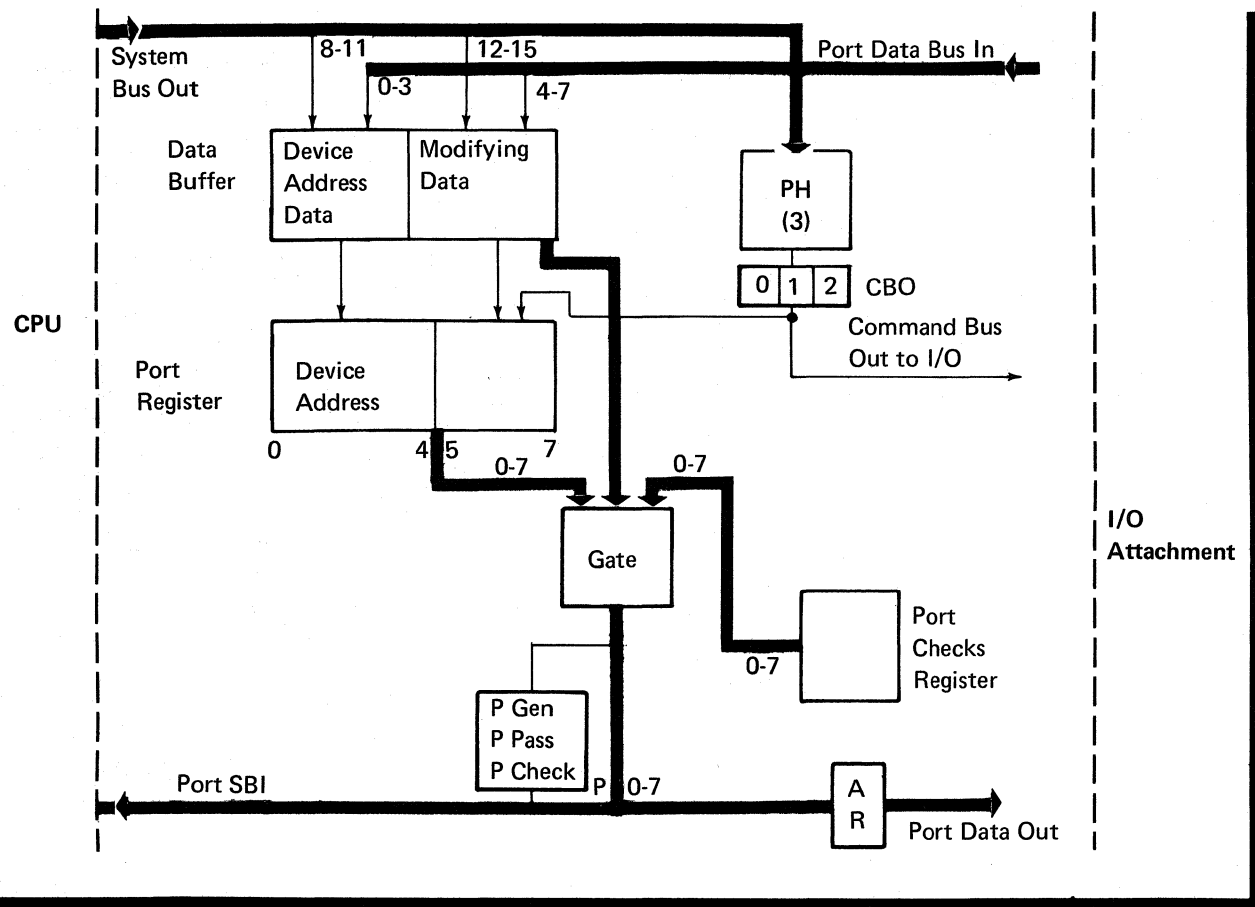 System
Bus Out
8-11
12-15
Port Data Bus In
0-3
4-7
Data
Buffer
Device
Address
Data
Modifying
Data
PH
(3)
0 1 2
CBO
CPU
Command Bus
Out to I/O
Port
Register
Device
Address
0
4 5
7
0-7
0-7
Gate
I/O
Attachment
Port
Checks
Register
0-7
P Gen
P Pass
P Check
P 0-7
Port SBI
A
R
Port Data Out